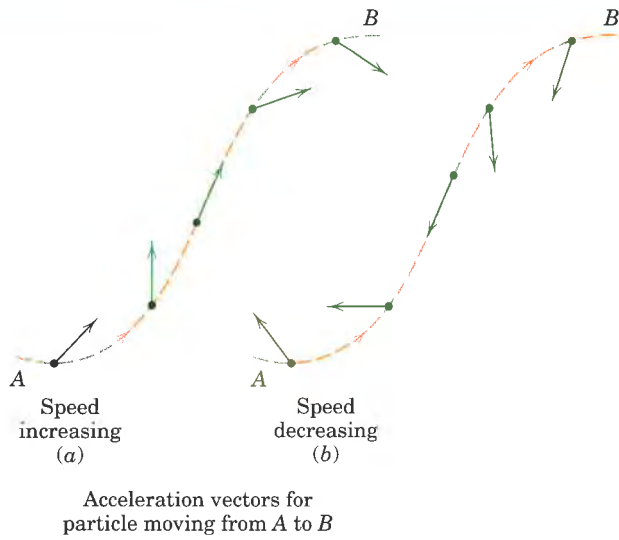 B
B
A
A
Speed
increasing
(a)
Speed
decreasing
(b)
Acceleration vectors for
particle moving from A to B